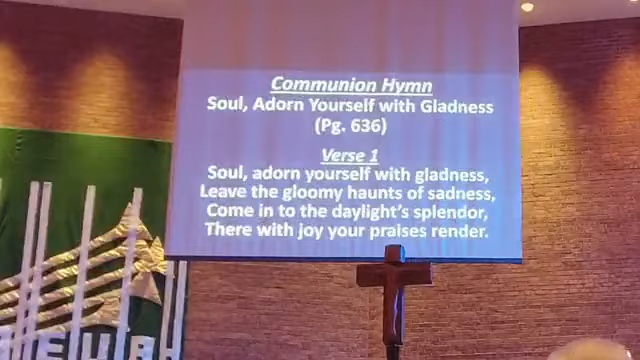 Communion Hymn
Soul, Adorn Yourself with Gladness
(Pg. 636)
Verse 1
Soul, adorn yourself with gladness,
Leave the gloomy haunts of sadness,
Come in to the daylight's splendor,
There with joy your praises render.